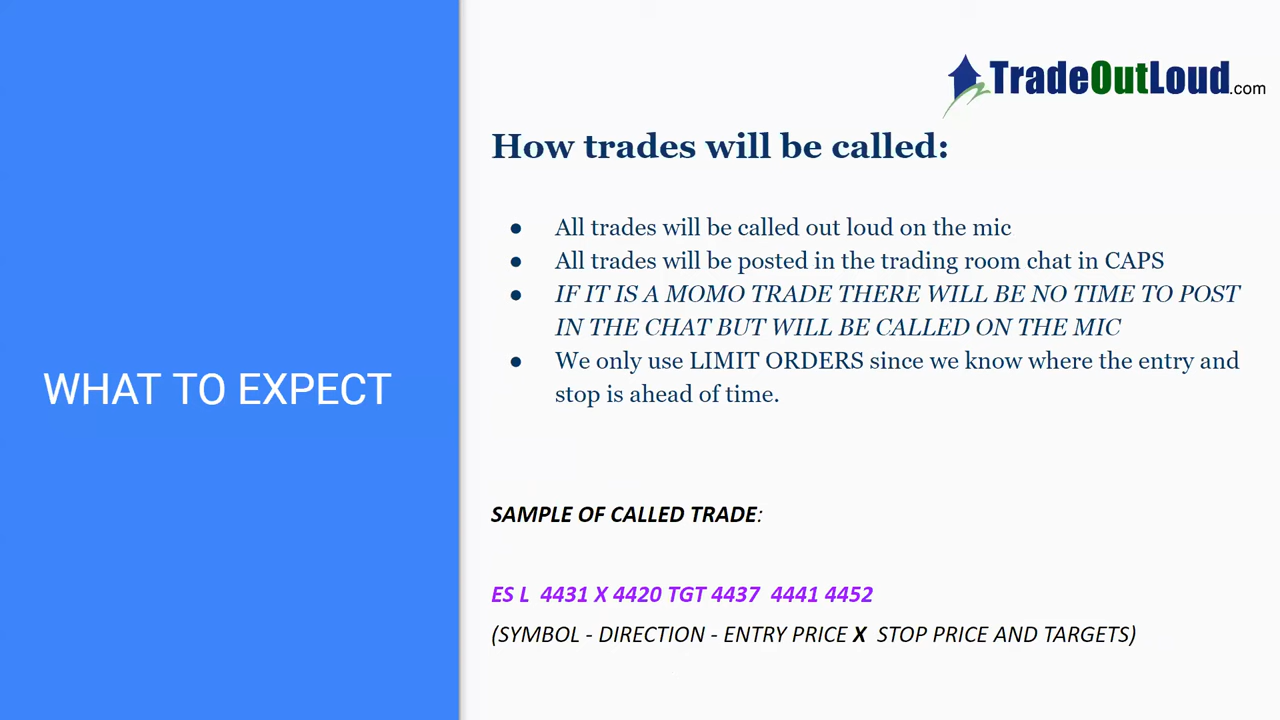 TradeOutLoud.com
How trades will be called:
● All trades will be called out loud on the mic
● All trades will be posted in the trading room chat in CAPS
● IF IT IS A MOMO TRADE THERE WILL BE NO TIME TO POST
IN THE CHAT BUT WILL BE CALLED ON THE MIC
● We only use LIMIT ORDERS since we know where the entry and
stop is ahead of time.
WHAT TO EXPECT
SAMPLE OF CALLED TRADE:
ES L 4431 X 4420 TGT 4437 4441 4452
(SYMBOL - DIRECTION - ENTRY PRICE X STOP PRICE AND TARGETS)